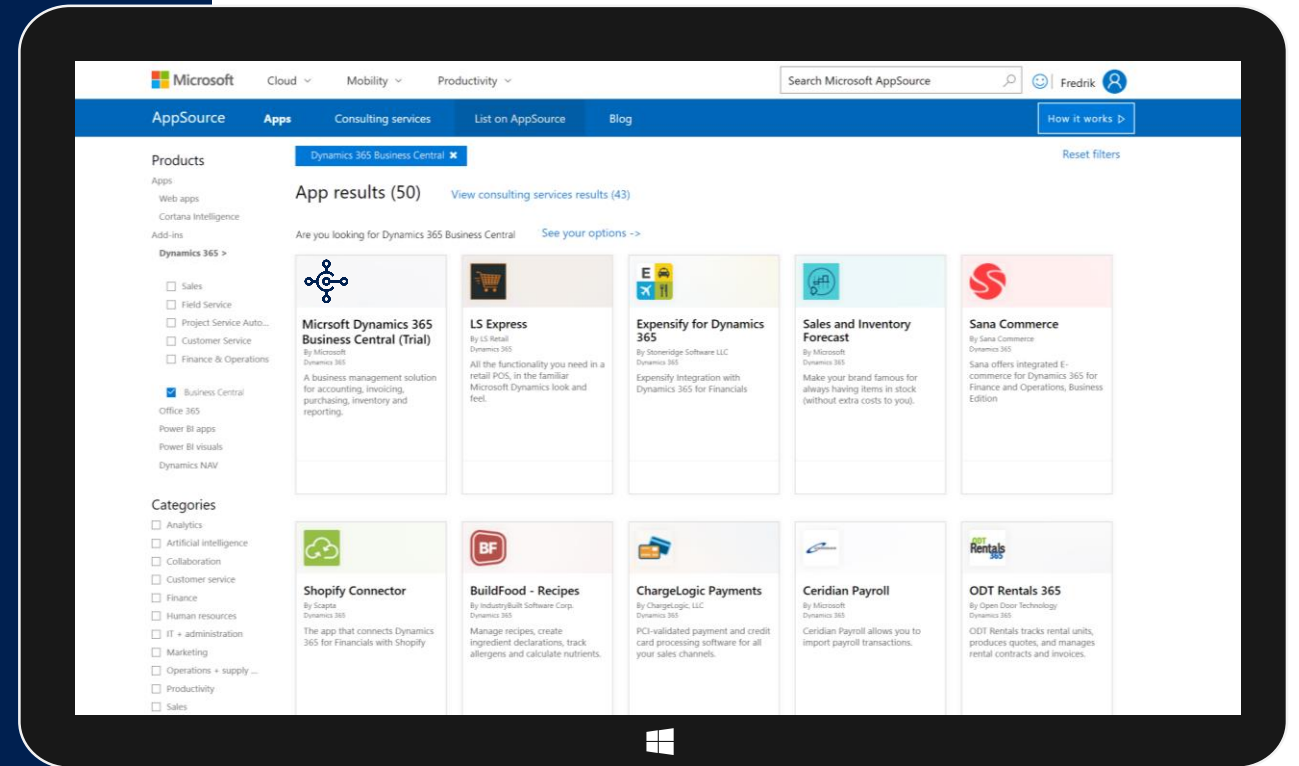 Microsoft
Cloud
Mobility
Productivity
Search Microsoft AppSource
Fredrik
AppSource
Apps
Consulting services
List on AppSource
Blog
How it works
Products
Apps
Web apps
Cortana Intelligence
Add-ins
Dynamics 365 >
Sales
Field Service
Project Service Auto...
Customer Service
Finance & Operations
Business Central
Office 365
Power BI apps
Power BI visuals
Dynamics NAV
Categories
Analytics
Artificial intelligence
Collaboration
Customer service
Finance
Human resources
IT + administration
Marketing
Operations + supply ...
Productivity
Sales
Dynamics 365 Business Central ×
Reset filters
App results (50)
View consulting services results (43)
Are you looking for Dynamics 365 Business Central
See your options ->
Micrsoft Dynamics 365
Business Central (Trial)
By Microsoft
Dynamics 365
A business management solution
for accounting, invoicing,
purchasing, inventory and
reporting.
LS Express
By LS Retail
Dynamics 365
All the functionality you need in a
retail POS, in the familiar
Microsoft Dynamics look and
feel.
E
Expensify for Dynamics
365
By Stoneridge Software LLC
Dynamics 365
Expensify Integration with
Dynamics 365 for Financials
Sales and Inventory
Forecast
By Microsoft
Dynamics 365
Make your brand famous for
always having items in stock
(without extra costs to you).
Sana Commerce
By Sana Commerce
Dynamics 365
Sana offers integrated E-
commerce for Dynamics 365 for
Finance and Operations, Business
Edition
Shopify Connector
By Scapta
Dynamics 365
The app that connects Dynamics
365 for Financials with Shopify
BF
BuildFood - Recipes
By IndustryBuilt Software Corp.
Dynamics 365
Manage recipes, create
ingredient declarations, track
allergens and calculate nutrients.
ChargeLogic Payments
By ChargeLogic, LLC
Dynamics 365
PCI-validated payment and credit
card processing software for all
your sales channels.
Ceridian Payroll
By Microsoft
Dynamics 365
Ceridian Payroll allows you to
import payroll transactions.
ODT
Rentals
365
ODT Rentals 365
By Open Door Technology
Dynamics 365
ODT Rentals tracks rental units,
produces quotes, and manages
rental contracts and invoices.